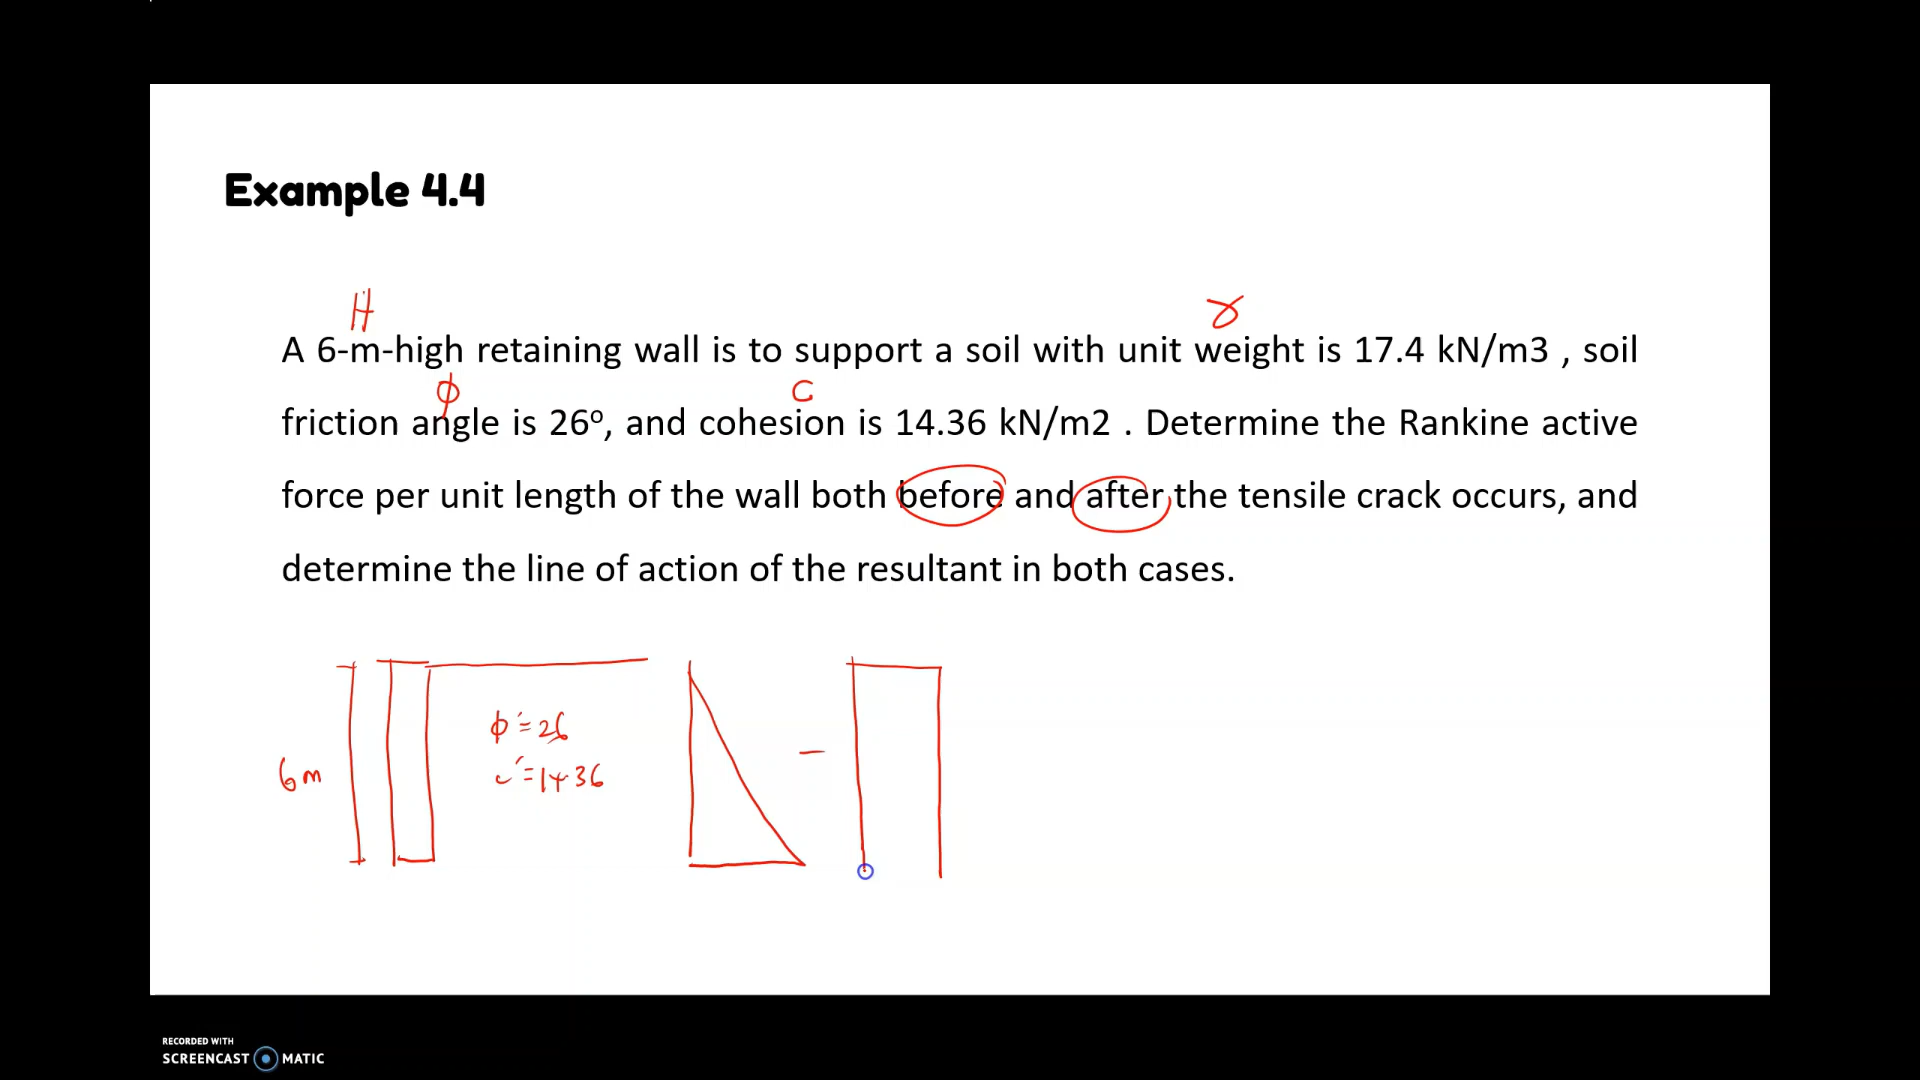 Example 4.4
H
γ
A 6-m-high retaining wall is to support a soil with unit weight is 17.4 kN/m3 , soil
ϕ
C
friction angle is 26º, and cohesion is 14.36 kN/m2 . Determine the Rankine active
force per unit length of the wall both before and after the tensile crack occurs, and
determine the line of action of the resultant in both cases.
6m
ϕ' = 26
c' = 14.36
−
RECORDED WITH
SCREENCAST MATIC